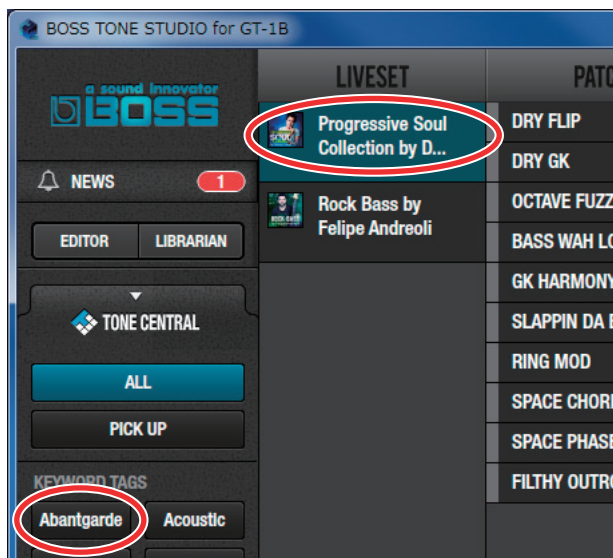 BOSS TONE STUDIO for GT-1B
a sound innovator
BOSS
NEWS
1
EDITOR
LIBRARIAN
TONE CENTRAL
ALL
PICK UP
KEYWORD TAGS
Abantgarde
Acoustic
LIVESET
Progressive Soul
Collection by D...
Rock Bass by
Felipe Andreoli
PATC
DRY FLIP
DRY GK
OCTAVE FUZZ
BASS WAH LO
GK HARMONY
SLAPPIN DA B
RING MOD
SPACE CHOR
SPACE PHASE
FILTHY OUTRO